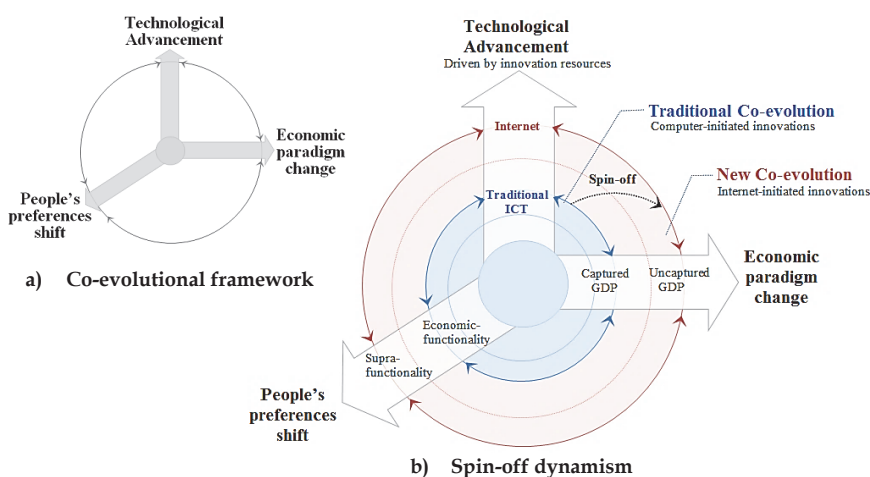 Technological
Advancement
Economic
paradigm
change
People's
preferences
shift
a) Co-evolutional framework
Technological
Advancement
Driven by innovation resources
Internet
Traditional Co-evolution
Computer-initiated innovations
Spin-off
New Co-evolution
Internet-initiated innovations
Traditional
ICT
Captured
GDP
Uncaptured
GDP
Economic
paradigm
change
Economic-
functionality
Supra-
functionality
People's
preferences
shift
b) Spin-off dynamism